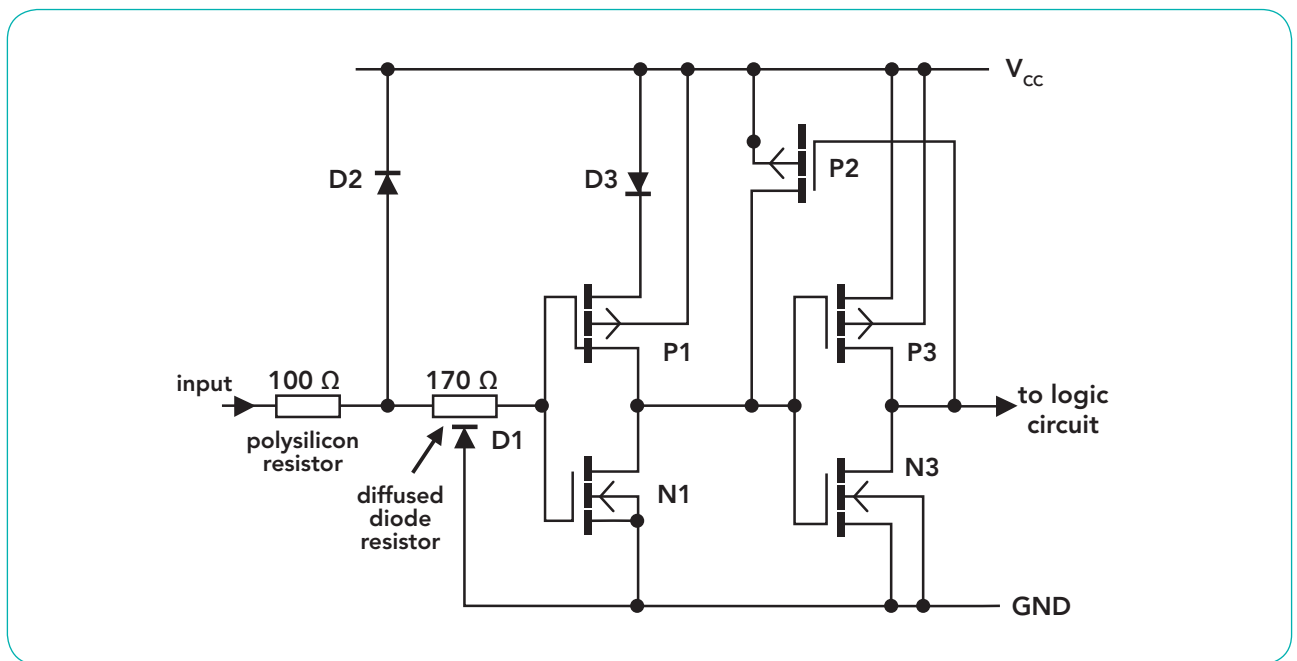 V_CC
D2
D3
P2
P1
P3
input
100 Ω
170 Ω
polysilicon
resistor
D1
to logic
circuit
diffused
diode
resistor
N1
N3
GND